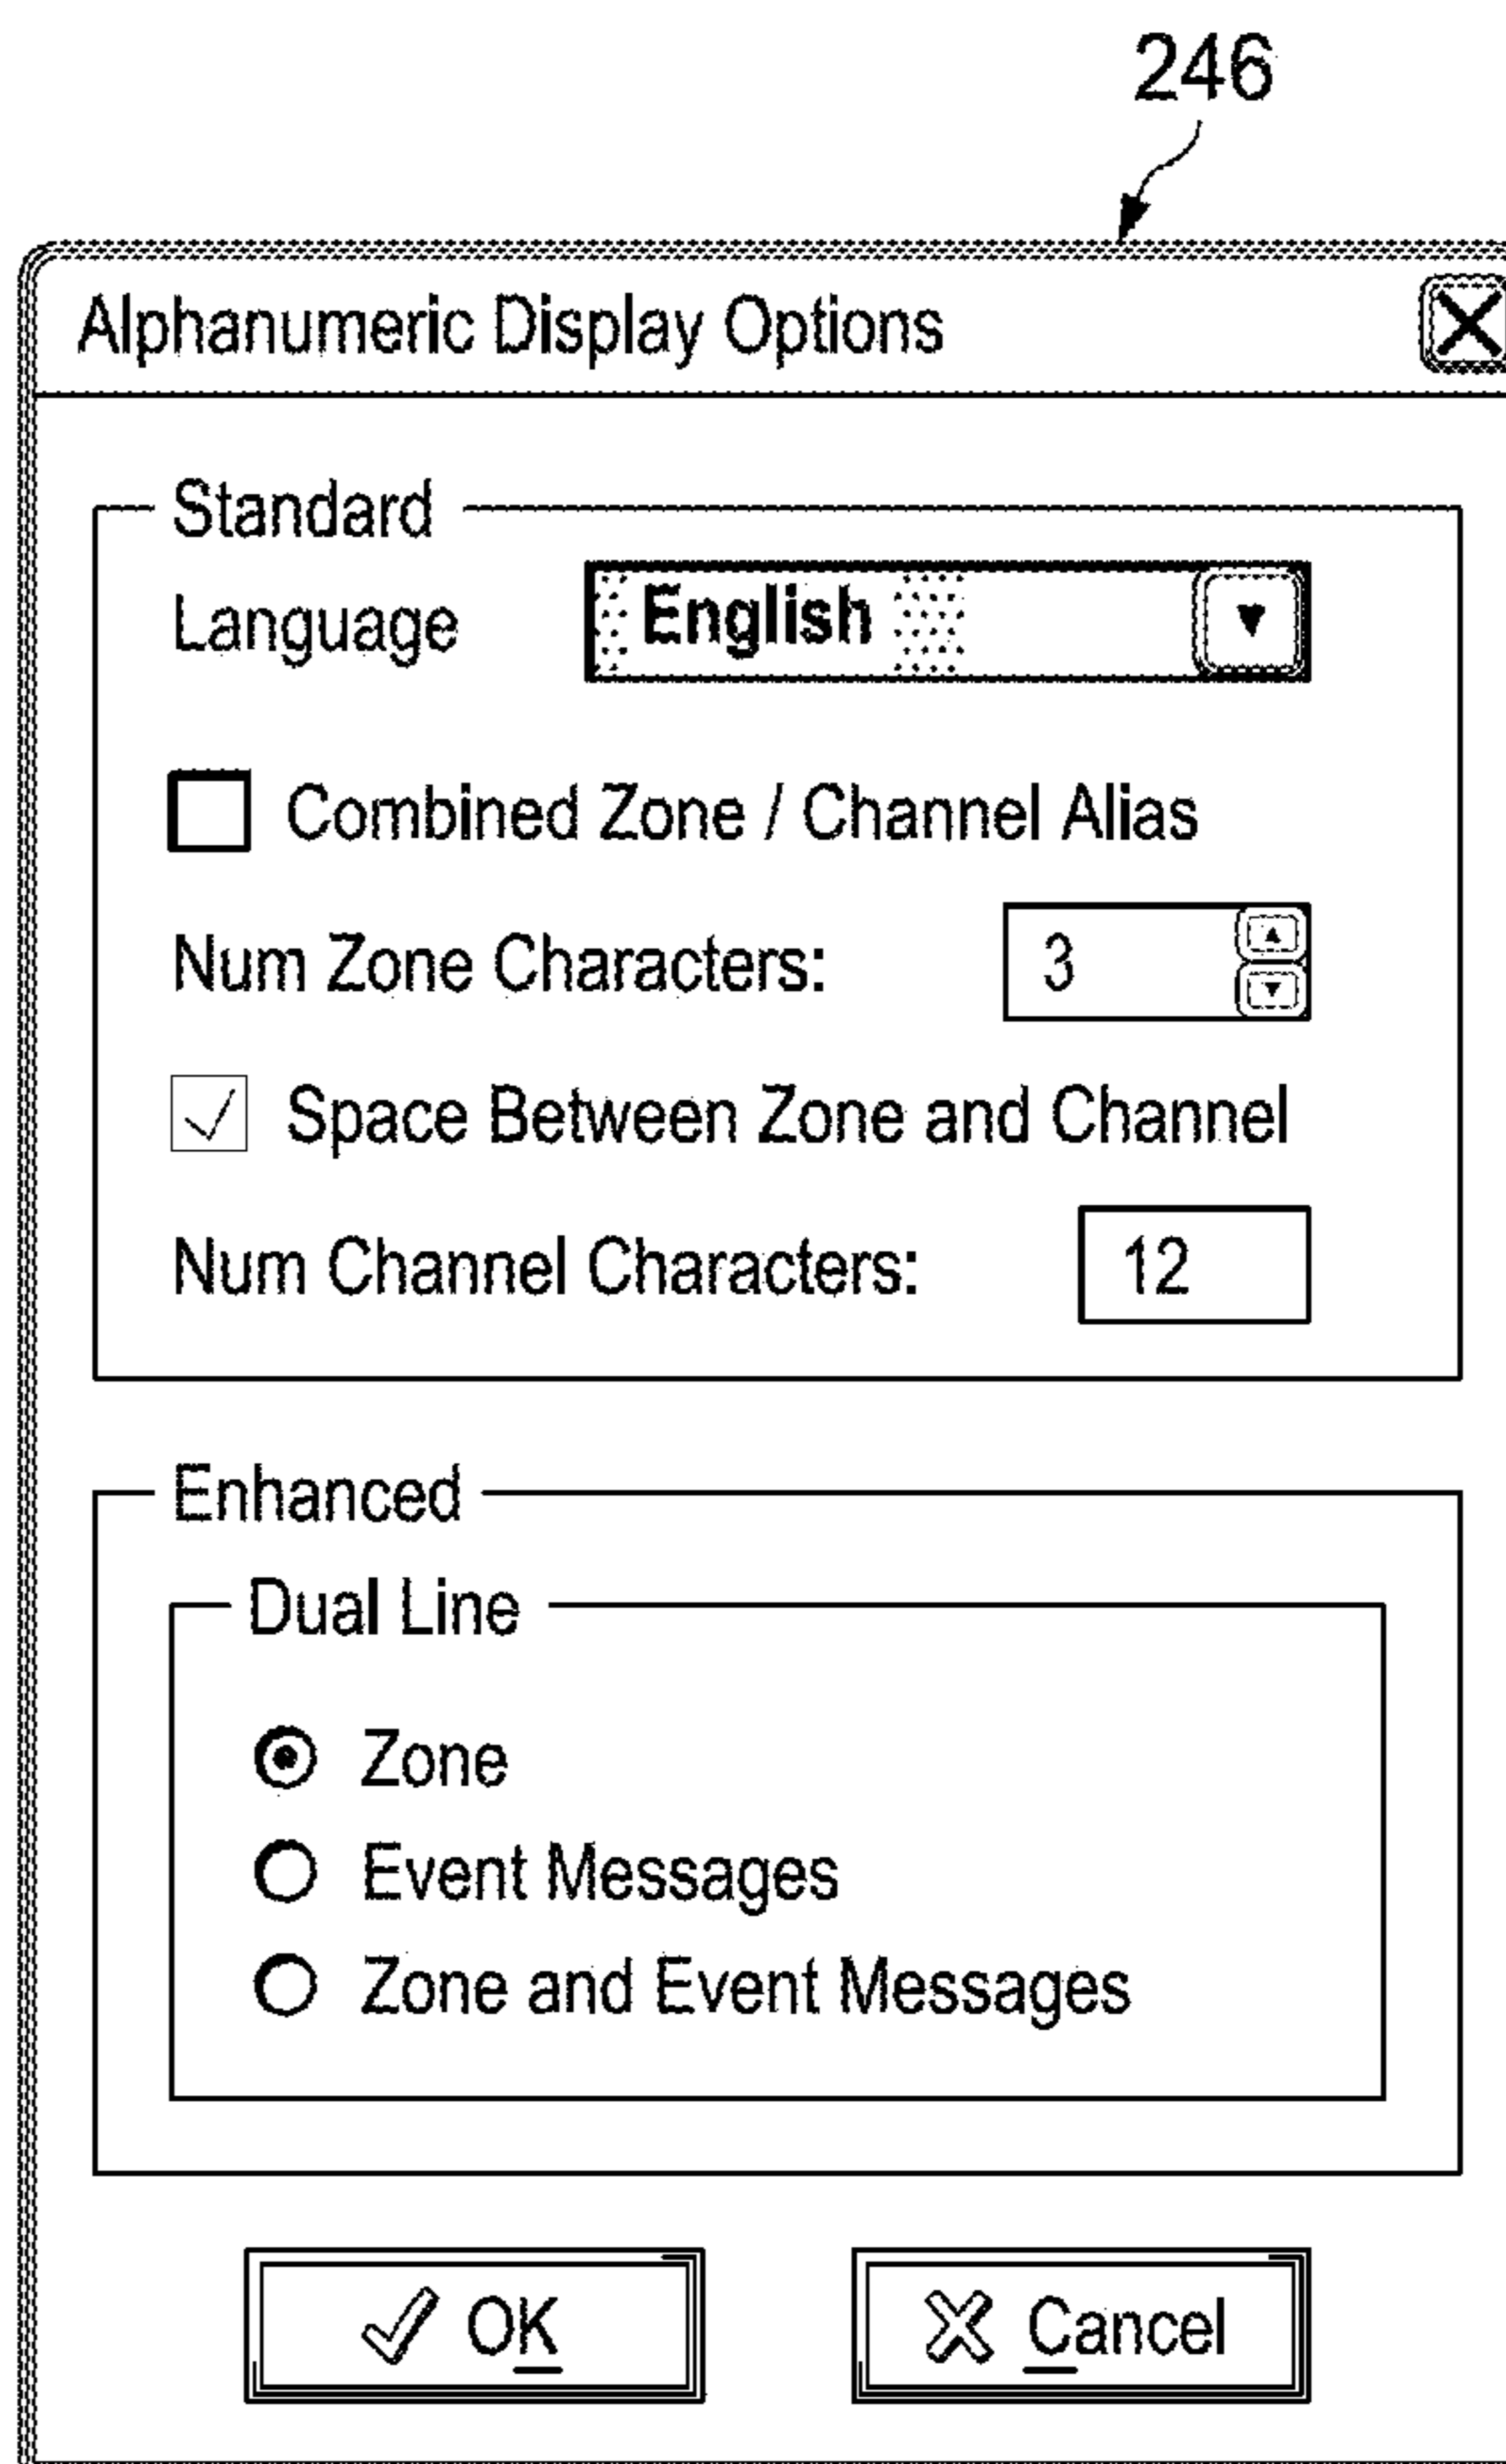 246
Alphanumeric Display Options
Standard
Language English
Combined Zone / Channel Alias
Num Zone Characters: 3
Space Between Zone and Channel
Num Channel Characters: 12
Enhanced
Dual Line
Zone
Event Messages
Zone and Event Messages
OK Cancel